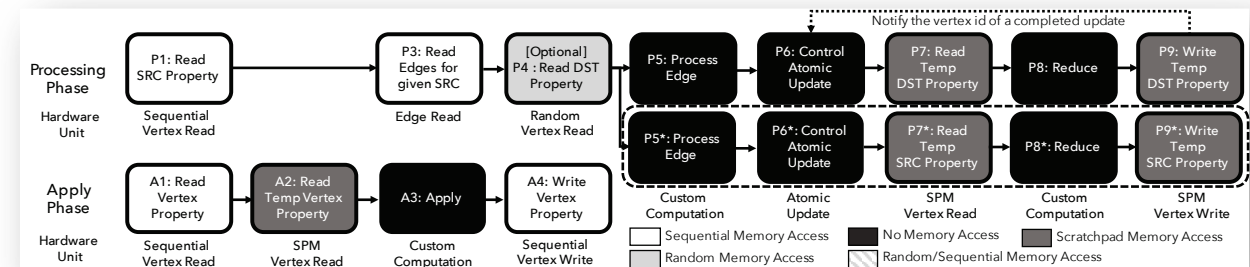 Notify the vertex id of a completed update
Processing
Phase
P1: Read
SRC Property
P3: Read
Edges for
given SRC
[Optional]
P4 : Read DST
Property
P5: Process
Edge
P6: Control
Atomic
Update
P7: Read
Temp
DST Property
P8: Reduce
P9: Write
Temp
DST Property
Hardware
Unit
Sequential
Vertex Read
Edge Read
Random
Vertex Read
P5*: Process
Edge
P6*: Control
Atomic
Update
P7*: Read
Temp
SRC Property
P8*: Reduce
P9*: Write
Temp
SRC Property
Custom
Computation
Atomic
Update
SPM
Vertex Read
Custom
Computation
SPM
Vertex Write
Apply
Phase
A1: Read
Vertex
Property
A2: Read
Temp Vertex
Property
A3: Apply
A4: Write
Vertex
Property
Hardware
Unit
Sequential
Vertex Read
SPM
Vertex Read
Custom
Computation
Sequential
Vertex Write
Sequential Memory Access
No Memory Access
Scratchpad Memory Access
Random Memory Access
Random/Sequential Memory Access